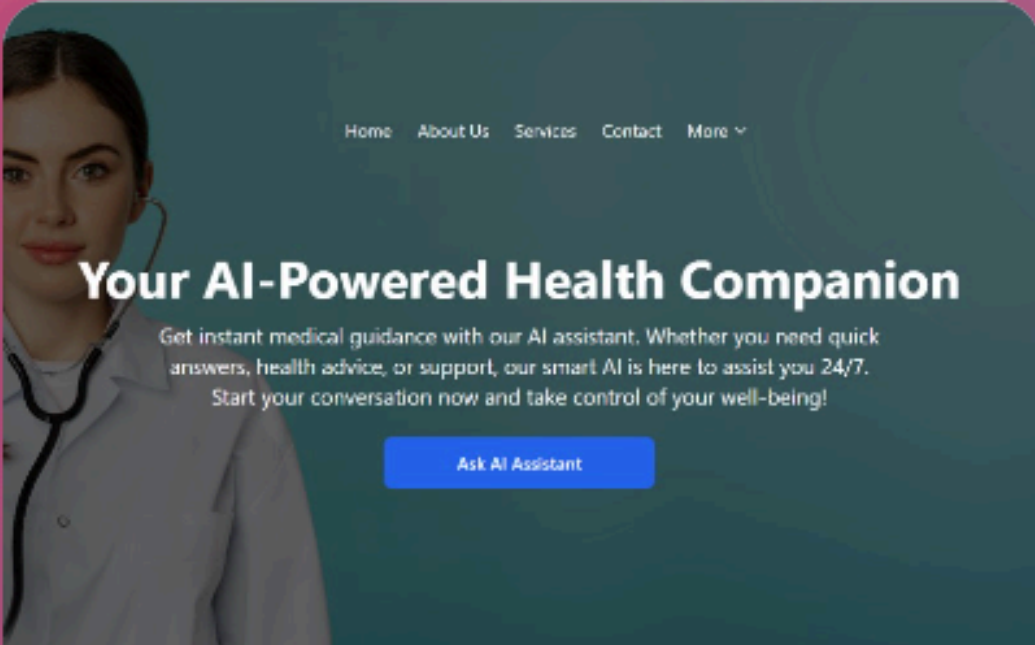 Home About Us Services Contact More
Your AI-Powered Health Companion
Get instant medical guidance with our AI assistant. Whether you need quick
answers, health advice, or support, our smart AI is here to assist you 24/7.
Start your conversation now and take control of your well-being!
Ask AI Assistant